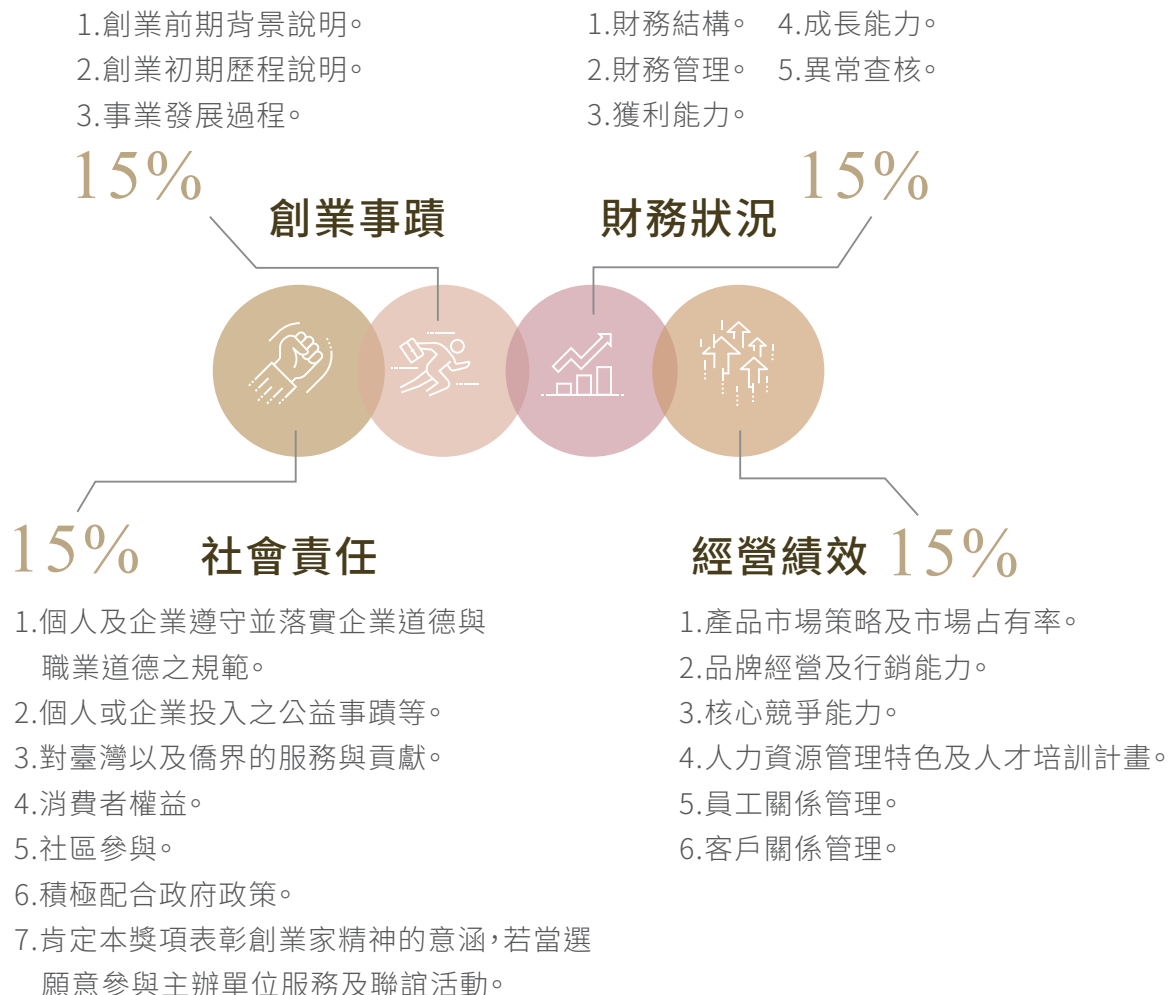 1.創業前期背景說明。
2.創業初期歷程說明。
3.事業發展過程。
15%
創業事蹟
1.財務結構。 4.成長能力。
2.財務管理。 5.異常查核。
3.獲利能力。
15%
財務狀況
15%
社會責任
1.個人及企業遵守並落實企業道德與
職業道德之規範。
2.個人或企業投入之公益事蹟等。
3.對臺灣以及僑界的服務與貢獻。
4.消費者權益。
5.社區參與。
6.積極配合政府政策。
7.肯定本獎項表彰創業家精神的意涵,若當選
願意參與主辦單位服務及聯誼活動。
經營績效 15%
1.產品市場策略及市場占有率。
2.品牌經營及行銷能力。
3.核心競爭能力。
4.人力資源管理特色及人才培訓計畫。
5.員工關係管理。
6.客戶關係管理。